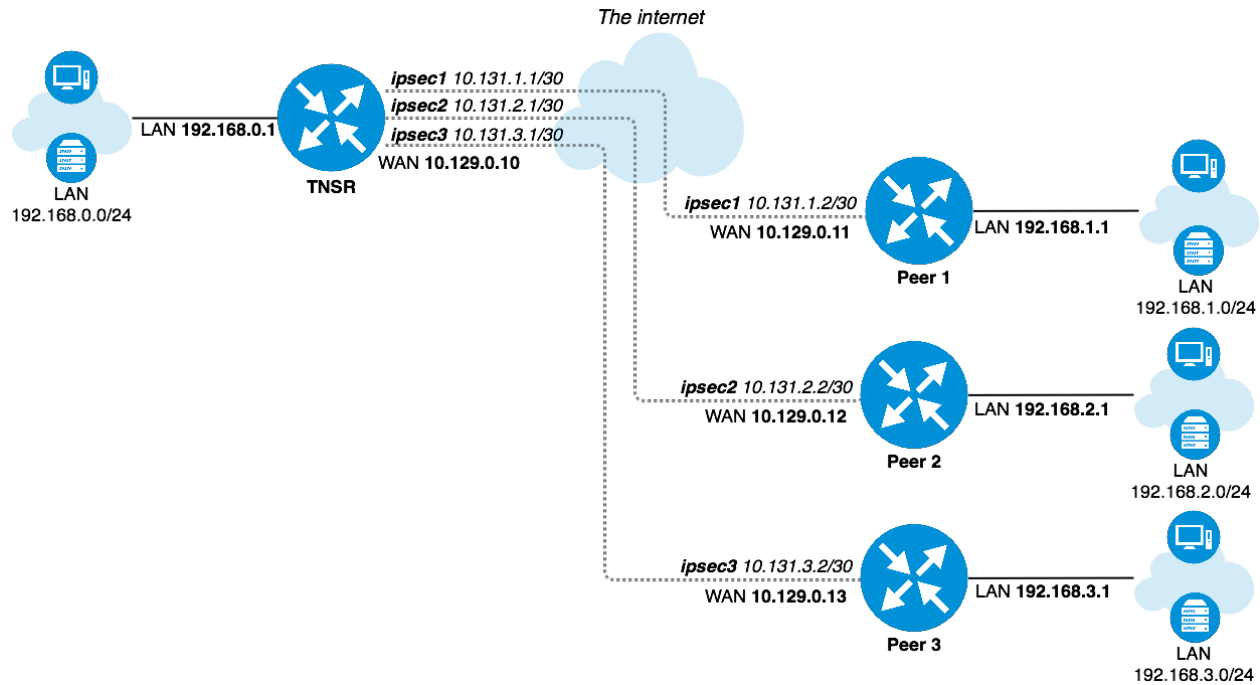 The internet
ipsec1 10.131.1.1/30
ipsec2 10.131.2.1/30
ipsec3 10.131.3.1/30
LAN 192.168.0.1
WAN 10.129.0.10
TNSR
LAN
192.168.0.0/24
ipsec1 10.131.1.2/30
WAN 10.129.0.11
LAN 192.168.1.1
Peer 1
LAN
192.168.1.0/24
ipsec2 10.131.2.2/30
WAN 10.129.0.12
LAN 192.168.2.1
Peer 2
LAN
192.168.2.0/24
ipsec3 10.131.3.2/30
WAN 10.129.0.13
LAN 192.168.3.1
Peer 3
LAN
192.168.3.0/24